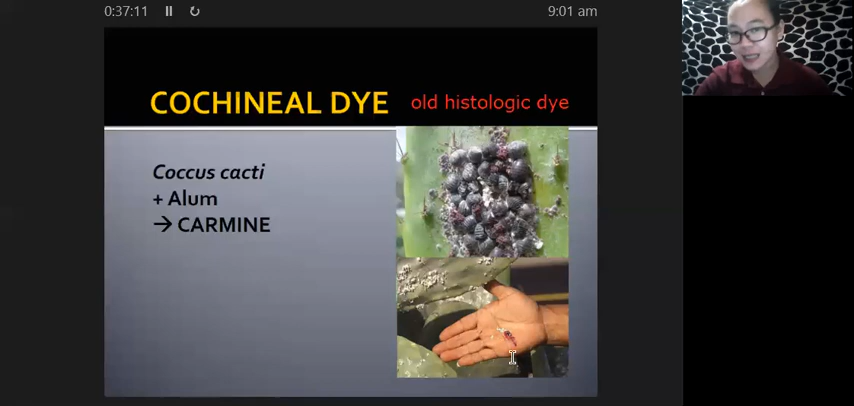 0:37:11
9:01 am
COCHINEAL DYE old histologic dye
Coccus cacti
+ Alum
→ CARMINE